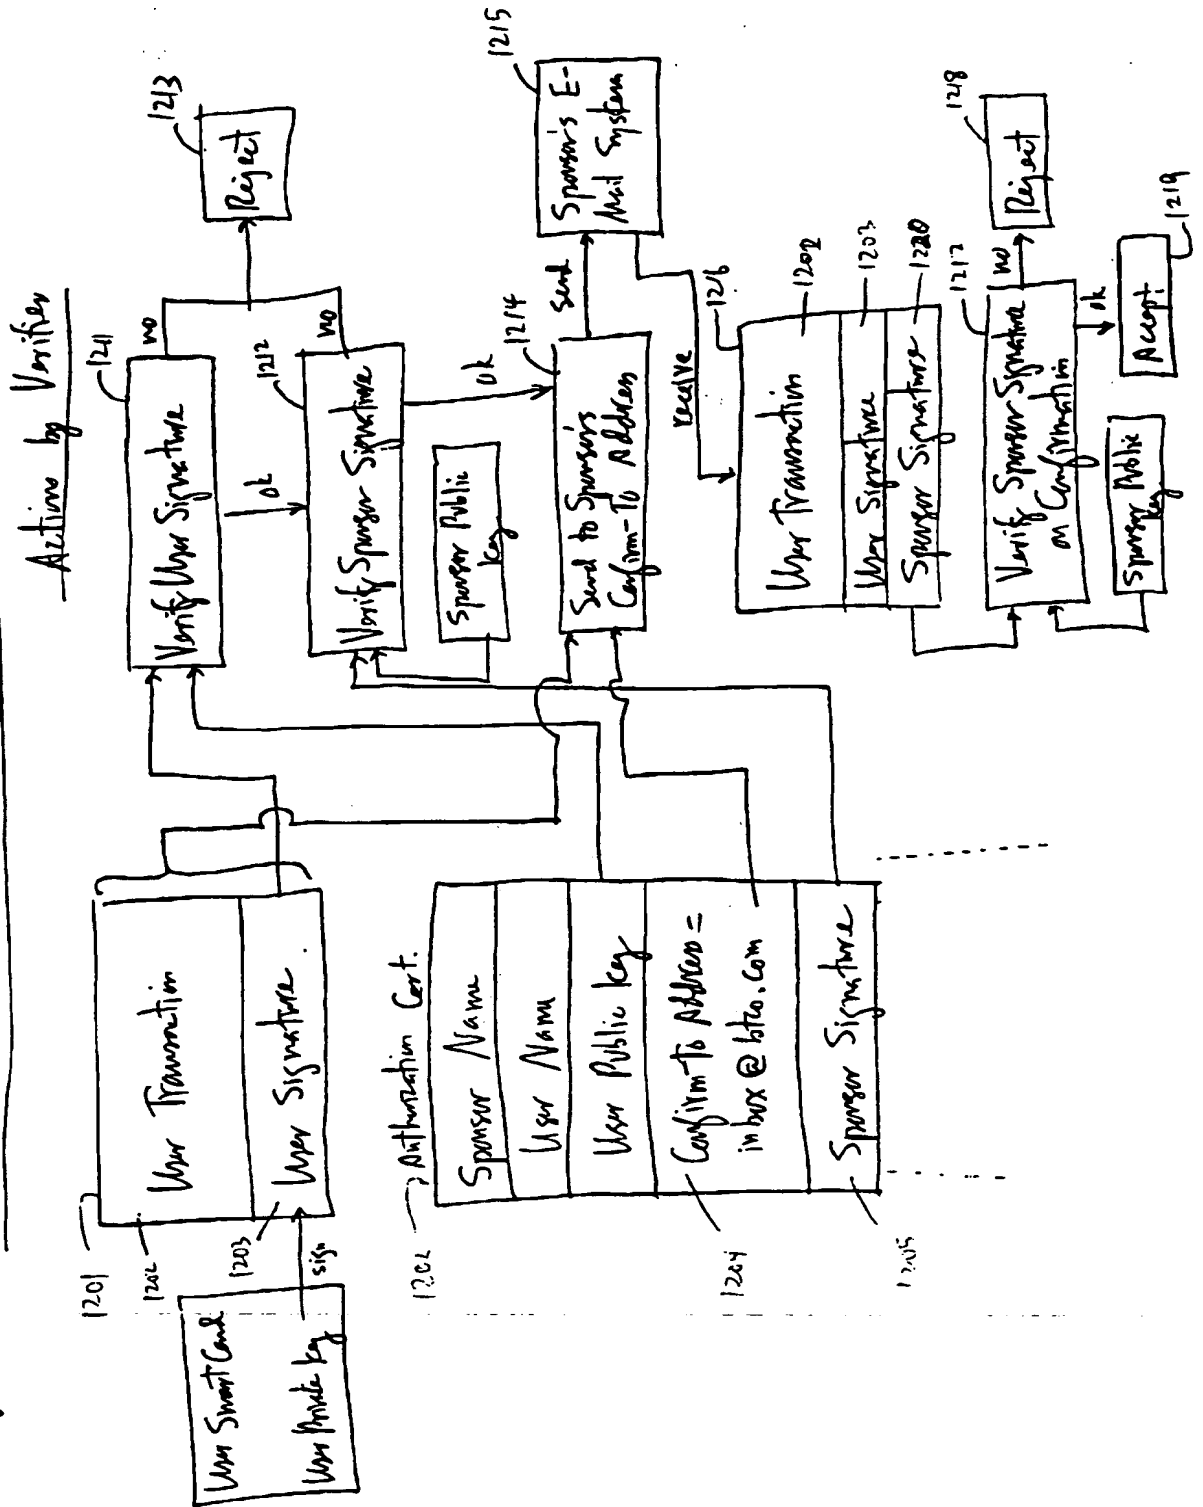 Action by Verifier
User Smart Card
User Private Key
sign
1201
1202
User Transaction
1203
User Signature
1202
Authorization Cert.
Sponsor Name
User Name
User Public Key
Confirm-To Address =
inbox@btco.com
1204
Sponsor Signature
1205
1211
Verify User Signature
no
ok
1212
Verify Sponsor Signature
no
1213
Reject
Sponsor Public
Key
ok
1214
Send to Sponsor's
Confirm-To Address
send
1215
Sponsor's E-
Mail System
receive
1216
User Transaction
1202
User Signature
1203
Sponsor Signature
1220
1217
Verify Sponsor Signature
on Confirmation
no
1218
Reject
ok
Sponsor Public
Key
Accept
1219